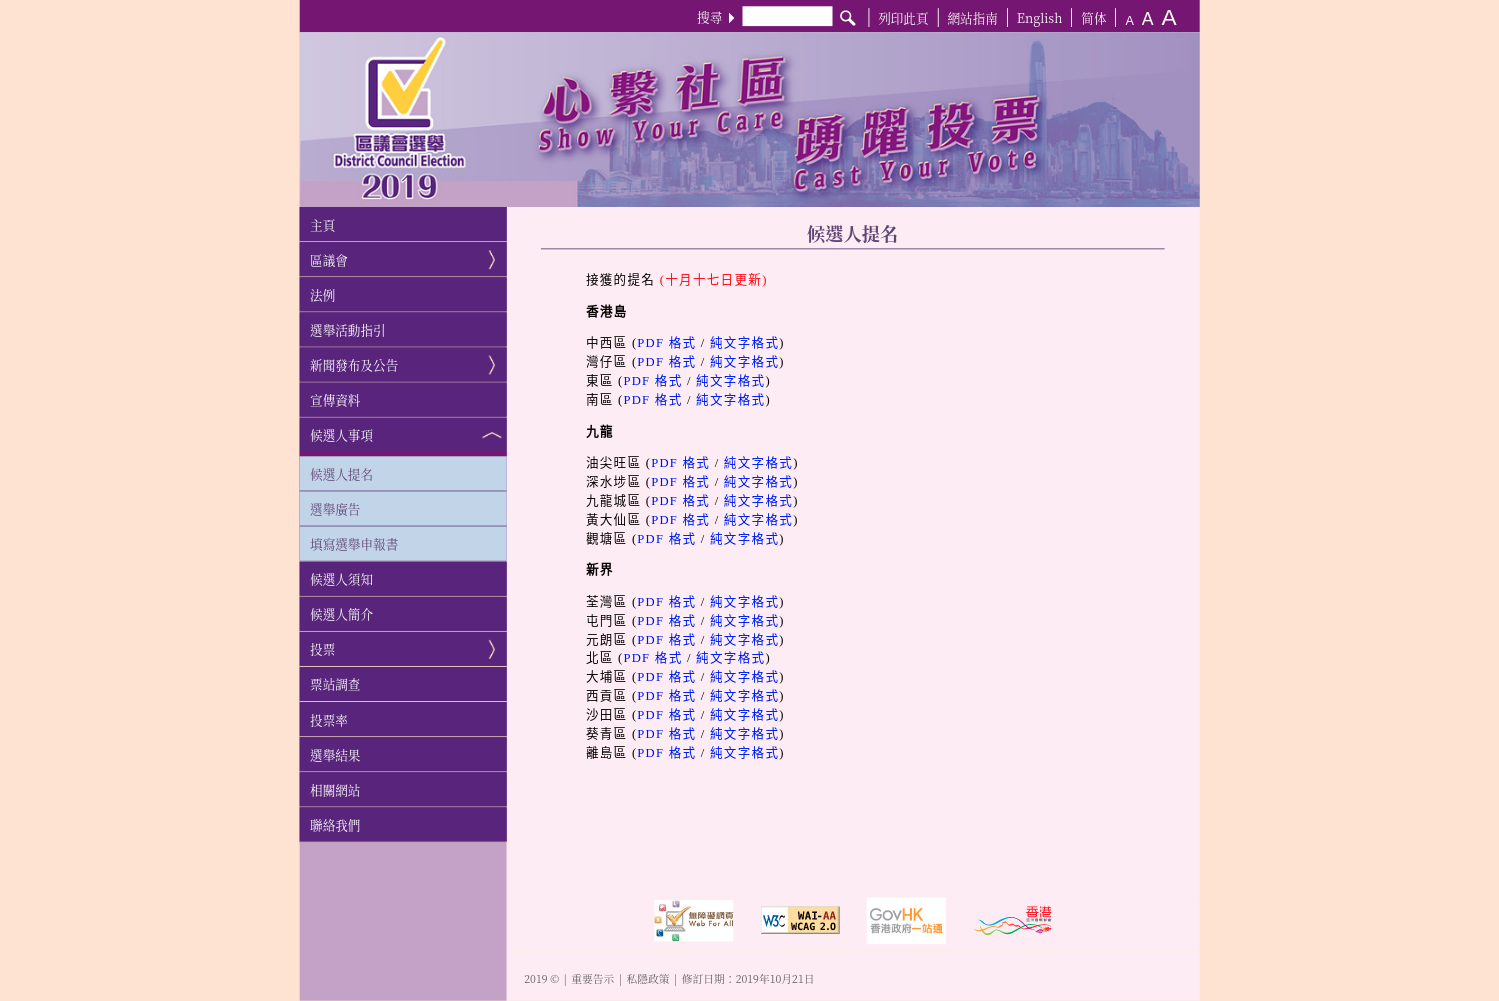 搜尋
列印此頁
網站指南
English
简体
A A A
區議會選舉
District Council Election
2019
心繫社區
Show Your Care
踴躍投票
Cast Your Vote
主頁
區議會
法例
選舉活動指引
新聞發布及公告
宣傳資料
候選人事項
候選人提名
選舉廣告
填寫選舉申報書
候選人須知
候選人簡介
投票
票站調查
投票率
選舉結果
相關網站
聯絡我們
候選人提名
接獲的提名 (十月十七日更新)
香港島
中西區 (PDF 格式 / 純文字格式)
灣仔區 (PDF 格式 / 純文字格式)
東區 (PDF 格式 / 純文字格式)
南區 (PDF 格式 / 純文字格式)
九龍
油尖旺區 (PDF 格式 / 純文字格式)
深水埗區 (PDF 格式 / 純文字格式)
九龍城區 (PDF 格式 / 純文字格式)
黃大仙區 (PDF 格式 / 純文字格式)
觀塘區 (PDF 格式 / 純文字格式)
新界
荃灣區 (PDF 格式 / 純文字格式)
屯門區 (PDF 格式 / 純文字格式)
元朗區 (PDF 格式 / 純文字格式)
北區 (PDF 格式 / 純文字格式)
大埔區 (PDF 格式 / 純文字格式)
西貢區 (PDF 格式 / 純文字格式)
沙田區 (PDF 格式 / 純文字格式)
葵青區 (PDF 格式 / 純文字格式)
離島區 (PDF 格式 / 純文字格式)
無障礙網頁
Web For All
W3C WAI-AA
WCAG 2.0
GovHK
香港政府一站通
香港
2019 © | 重要告示 | 私隱政策 | 修訂日期：2019年10月21日